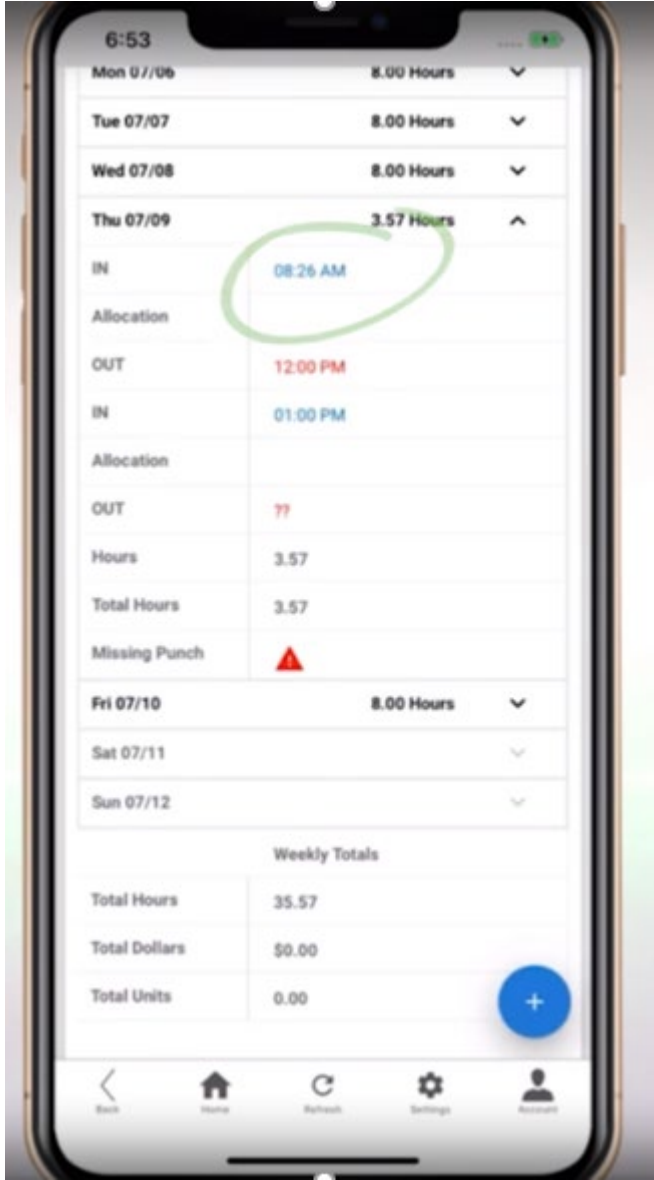 6:53
Mon 07/06 8.00 Hours
Tue 07/07 8.00 Hours
Wed 07/08 8.00 Hours
Thu 07/09 3.57 Hours
IN 08:26 AM
Allocation
OUT 12:00 PM
IN 01:00 PM
Allocation
OUT ??
Hours 3.57
Total Hours 3.57
Missing Punch
Fri 07/10 8.00 Hours
Sat 07/11
Sun 07/12
Weekly Totals
Total Hours 35.57
Total Dollars $0.00
Total Units 0.00
+
Back Home Refresh Settings Account